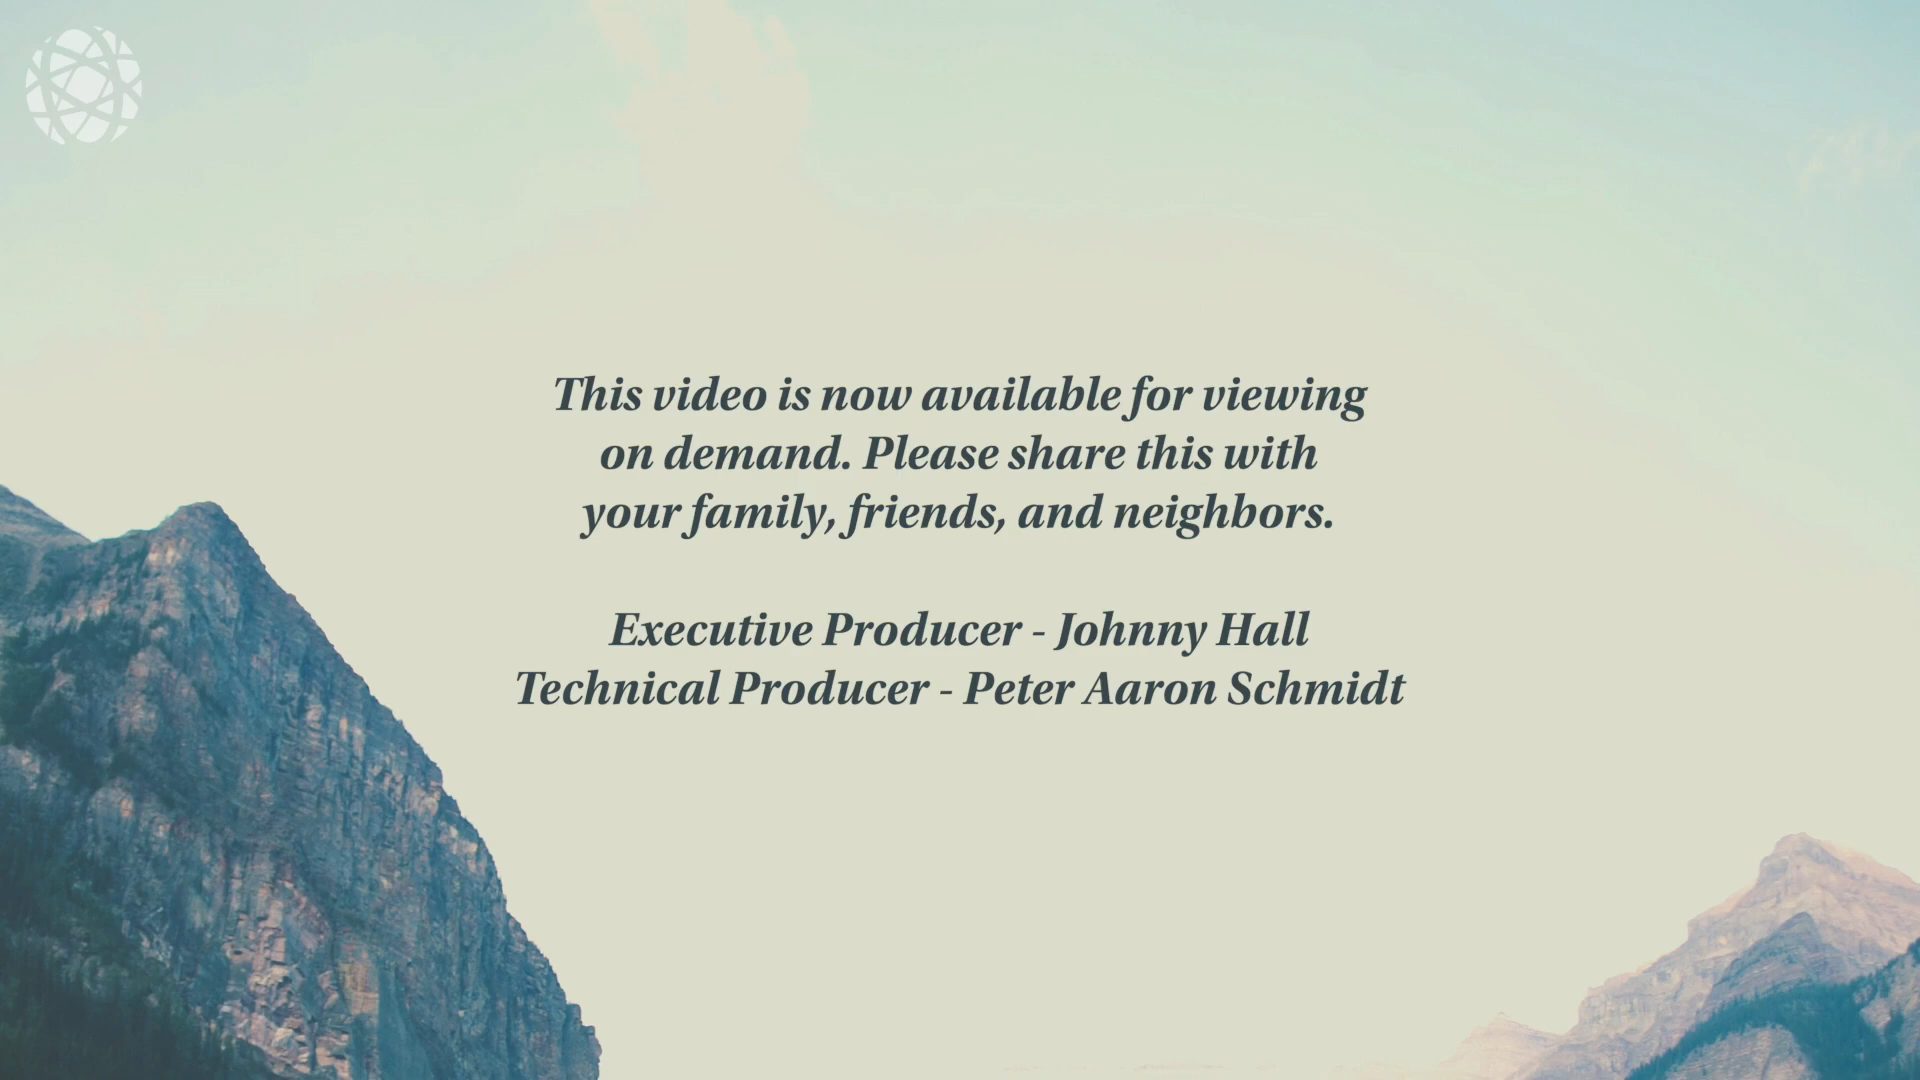 This video is now available for viewing
on demand. Please share this with
your family, friends, and neighbors.
Executive Producer - Johnny Hall
Technical Producer - Peter Aaron Schmidt